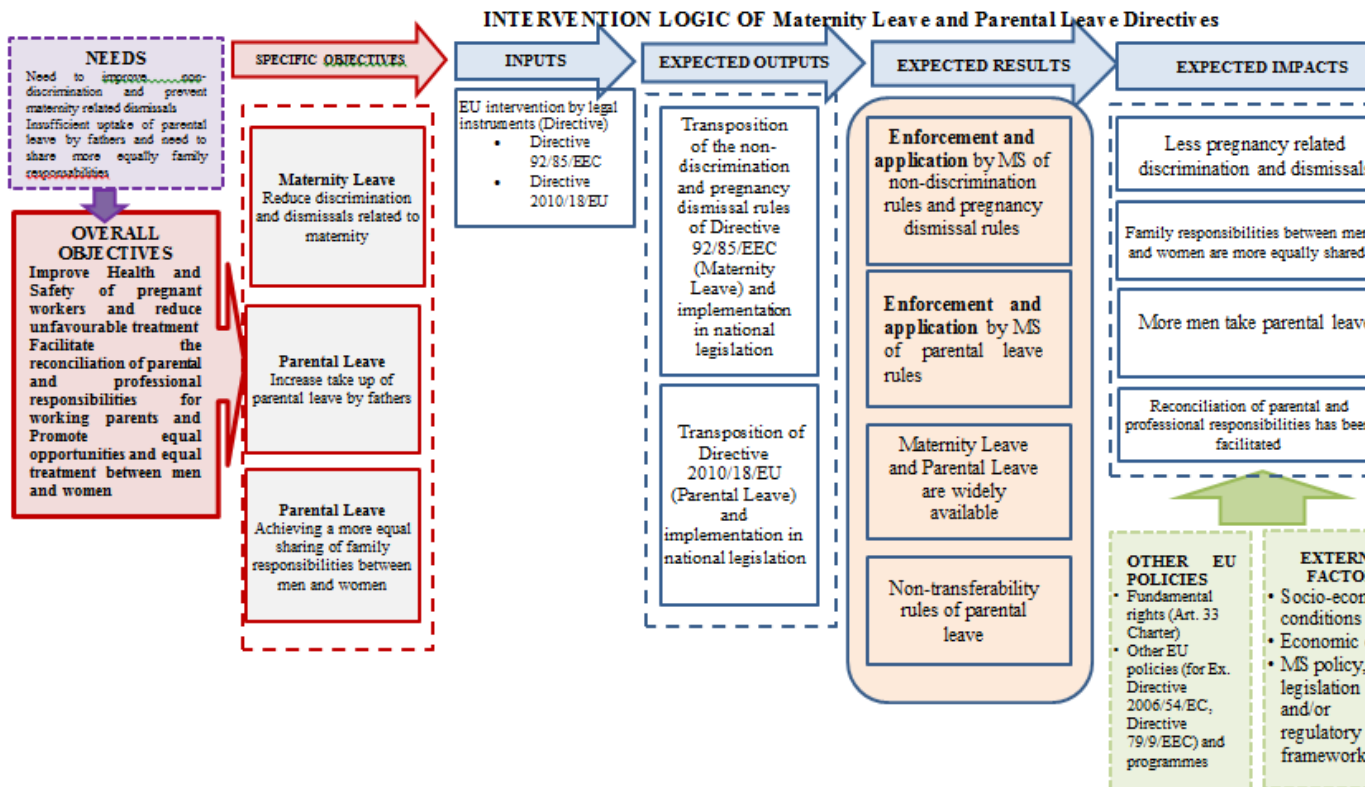 INTERVENTION LOGIC OF Maternity Leave and Parental Leave Directives
NEEDS
Need to improve non-
discrimination and prevent
maternity related dismissals
Insufficient uptake of parental
leave by fathers and need to
share more equally family
responsabilities
OVERALL
OBJECTIVES
Improve Health and
Safety of pregnant
workers and reduce
unfavourable treatment
Facilitate the
reconciliation of parental
and professional
responsibilities for
working parents and
Promote equal
opportunities and equal
treatment between men
and women
SPECIFIC OBJECTIVES
Maternity Leave
Reduce discrimination
and dismissals related to
maternity
Parental Leave
Increase take up of
parental leave by fathers
Parental Leave
Achieving a more equal
sharing of family
responsibilities between
men and women
INPUTS
EU intervention by legal
instruments (Directive)
• Directive
92/85/EEC
• Directive
2010/18/EU
EXPECTED OUTPUTS
Transposition
of the non-
discrimination
and pregnancy
dismissal rules
of Directive
92/85/EEC
(Maternity
Leave) and
implementation
in national
legislation
Transposition of
Directive
2010/18/EU
(Parental Leave)
and
implementation in
national legislation
EXPECTED RESULTS
Enforcement and
application by MS of
non-discrimination
rules and pregnancy
dismissal rules
Enforcement and
application by MS
of parental leave
rules
Maternity Leave
and Parental Leave
are widely
available
Non-transferability
rules of parental
leave
EXPECTED IMPACTS
Less pregnancy related
discrimination and dismissals
Family responsibilities between men
and women are more equally shared
More men take parental leave
Reconciliation of parental and
professional responsibilities has been
facilitated
OTHER EU
POLICIES
• Fundamental
rights (Art. 33
Charter)
• Other EU
policies (for Ex.
Directive
2006/54/EC,
Directive
79/9/EEC) and
programmes
EXTERN
FACTO
• Socio-econ
conditions
• Economic
• MS policy,
legislation
and/or
regulatory
framework